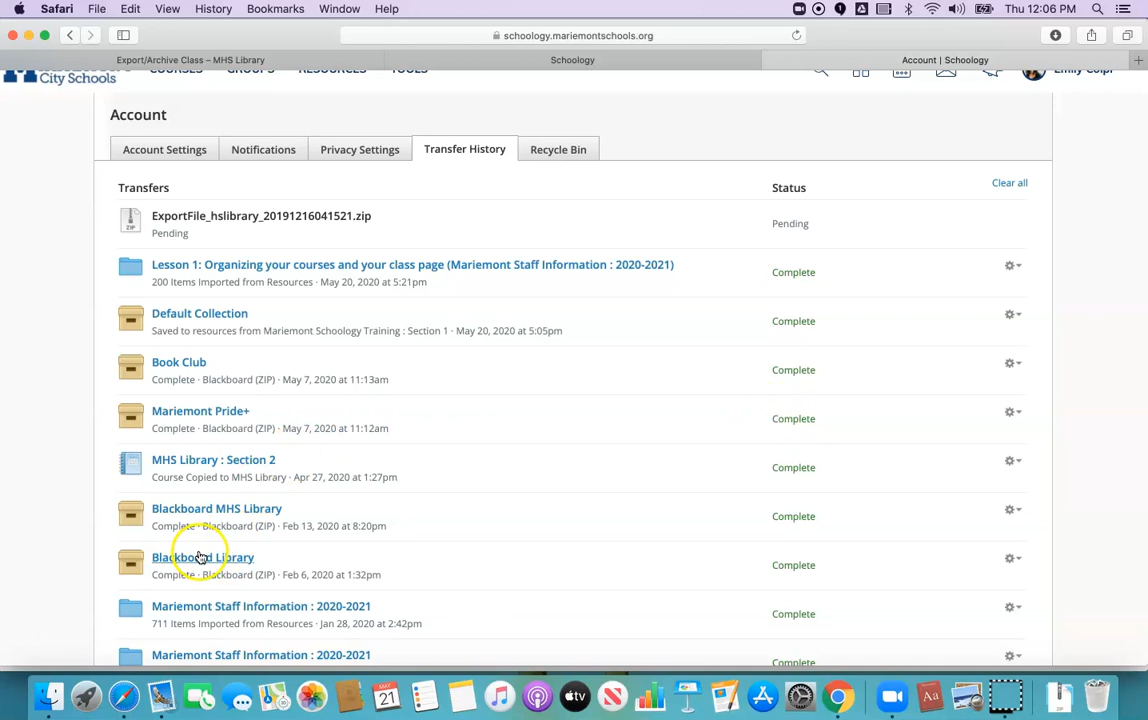 Safari File Edit View History Bookmarks Window Help Thu 12:06 PM
schoology.mariemontschools.org
Export/Archive Class – MHS Library Schoology Account | Schoology
City Schools COURSES GROUPS RESOURCES TOOLS Emily Colpi
Account
Account Settings Notifications Privacy Settings Transfer History Recycle Bin
Transfers Status Clear all
ExportFile_hslibrary_20191216041521.zip
Pending Pending
ZIP
Lesson 1: Organizing your courses and your class page (Mariemont Staff Information : 2020-2021)
200 Items Imported from Resources · May 20, 2020 at 5:21pm Complete
Default Collection
Saved to resources from Mariemont Schoology Training : Section 1 · May 20, 2020 at 5:05pm Complete
Book Club
Complete · Blackboard (ZIP) · May 7, 2020 at 11:13am Complete
Mariemont Pride+
Complete · Blackboard (ZIP) · May 7, 2020 at 11:12am Complete
MHS Library : Section 2
Course Copied to MHS Library · Apr 27, 2020 at 1:27pm Complete
Blackboard MHS Library
Complete · Blackboard (ZIP) · Feb 13, 2020 at 8:20pm Complete
Blackboard Library
Complete · Blackboard (ZIP) · Feb 6, 2020 at 1:32pm Complete
Mariemont Staff Information : 2020-2021
711 Items Imported from Resources · Jan 28, 2020 at 2:42pm Complete
Mariemont Staff Information : 2020-2021
Complete
MAY
21
tv
Aa